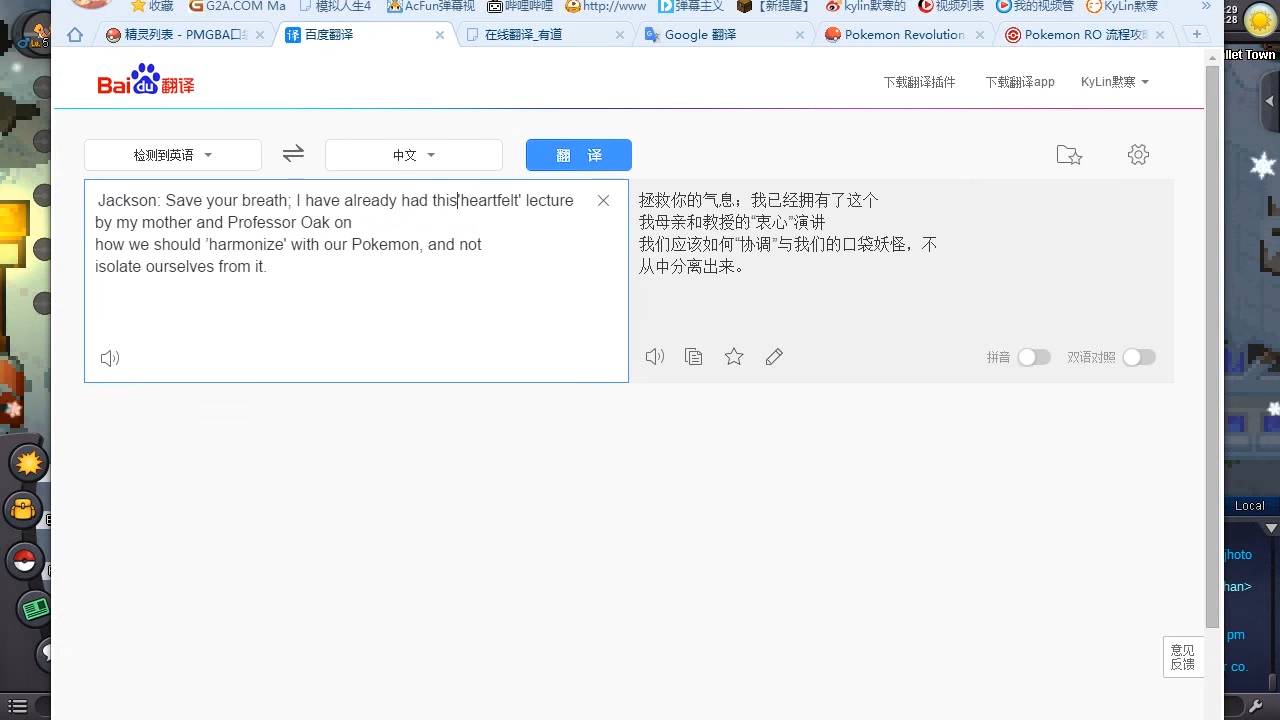 收藏 G2A.COM Ma 模拟人生4 AcFun弹幕视 哔哩哔哩 http://www 弹幕主义 【新提醒】 kylin默寒的 视频列表 我的视频管 KyLin默寒 »
精灵列表 - PMGBA口 百度翻译 在线翻译_有道 Google 翻译 Pokemon Revolutio Pokemon RO 流程攻
29
28
llet Town
Lv. 5
Bai du 翻译 下载翻译插件 下载翻译app KyLin默寒
检测到英语 中文 翻 译
Jackson: Save your breath; I have already had this'heartfelt' lecture
by my mother and Professor Oak on
how we should 'harmonize' with our Pokemon, and not
isolate ourselves from it.
拯救你的气息；我已经拥有了这个
我母亲和教授的“衷心”演讲
我们应该如何“协调”与我们的口袋妖怪，不
从中分离出来。
拼音 双语对照
Local
han>
pm
co.
意见
反馈